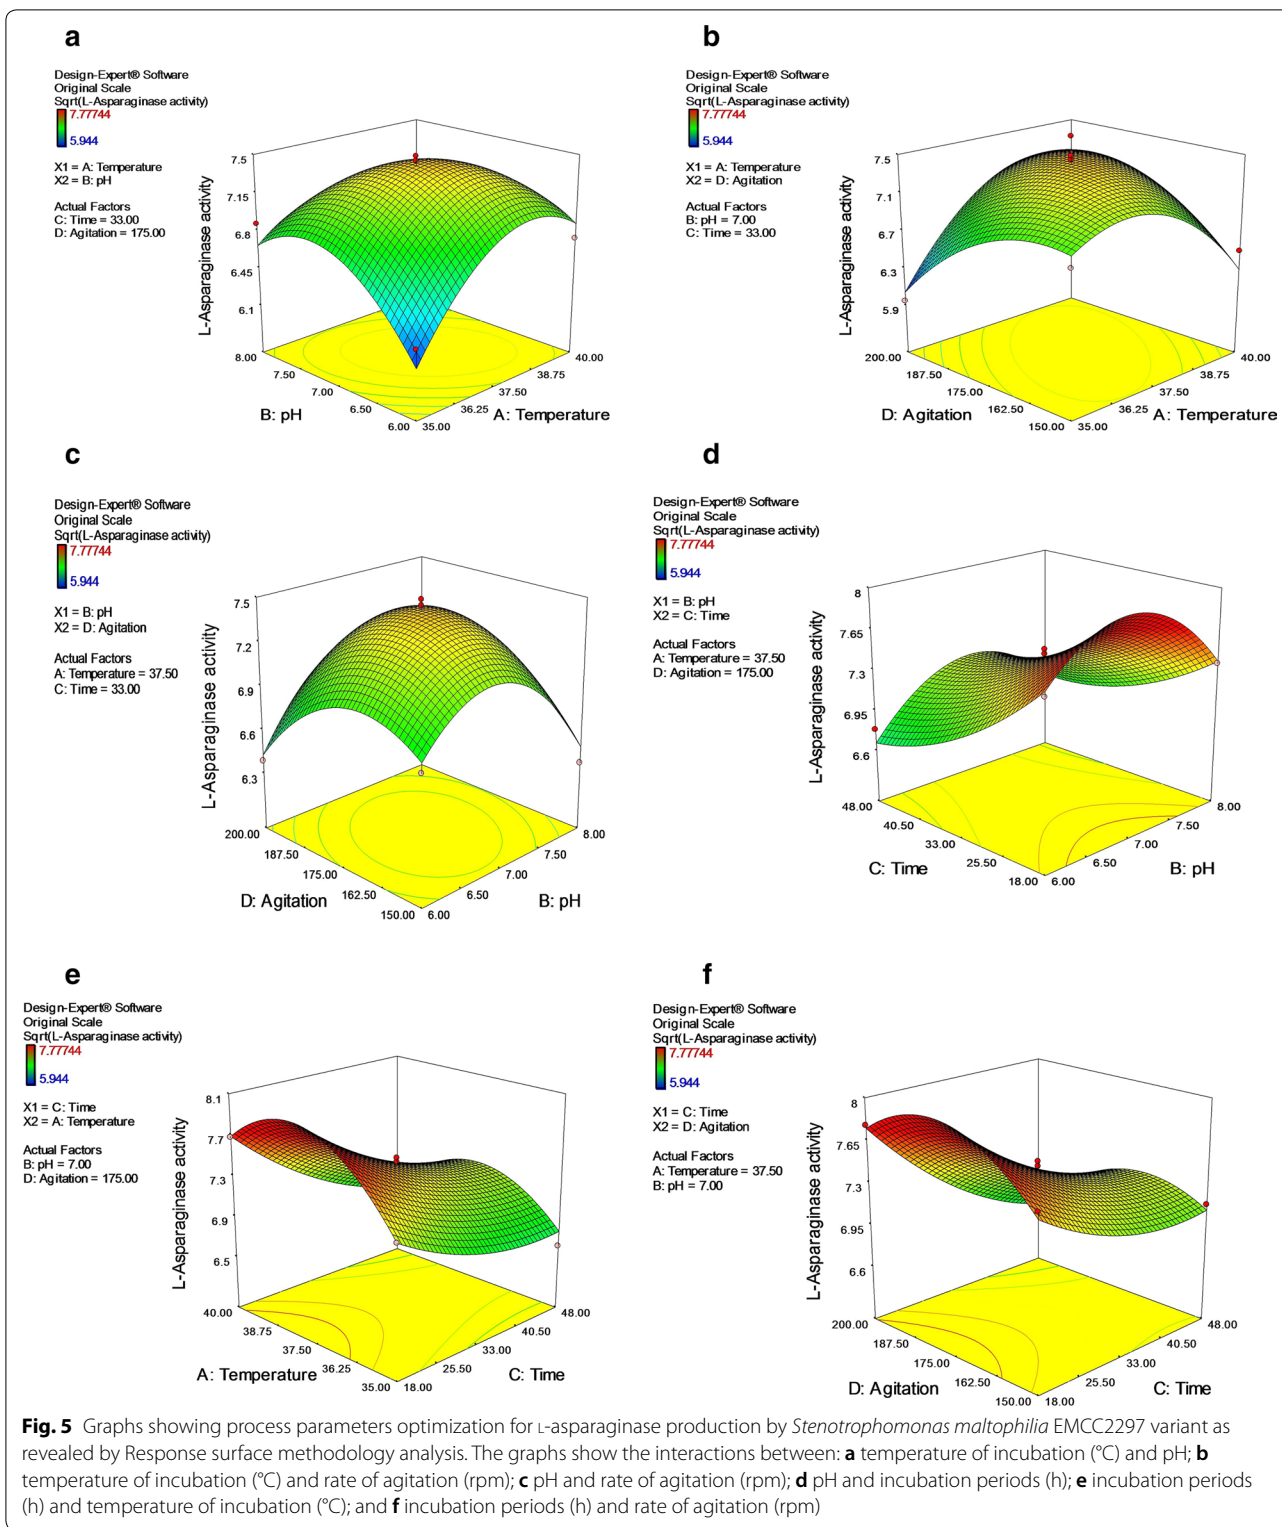 a
Design-Expert® Software
Original Scale
Sqrt(L-Asparaginase activity)
7.77744
5.944
X1 = A: Temperature
X2 = B: pH
Actual Factors
C: Time = 33.00
D: Agitation = 175.00
L-Asparaginase activity
7.5
7.15
6.8
6.45
6.1
8.00
7.50
7.00
6.50
6.00
35.00
36.25
37.50
38.75
40.00
B: pH
A: Temperature
b
Design-Expert® Software
Original Scale
Sqrt(L-Asparaginase activity)
7.77744
5.944
X1 = A: Temperature
X2 = D: Agitation
Actual Factors
B: pH = 7.00
C: Time = 33.00
L-Asparaginase activity
7.5
7.1
6.7
6.3
5.9
200.00
187.50
175.00
162.50
150.00
35.00
36.25
37.50
38.75
40.00
D: Agitation
A: Temperature
c
Design-Expert® Software
Original Scale
Sqrt(L-Asparaginase activity)
7.77744
5.944
X1 = B: pH
X2 = D: Agitation
Actual Factors
A: Temperature = 37.50
C: Time = 33.00
L-Asparaginase activity
7.5
7.2
6.9
6.6
6.3
200.00
187.50
175.00
162.50
150.00
6.00
6.50
7.00
7.50
8.00
D: Agitation
B: pH
d
Design-Expert® Software
Original Scale
Sqrt(L-Asparaginase activity)
7.77744
5.944
X1 = B: pH
X2 = C: Time
Actual Factors
A: Temperature = 37.50
D: Agitation = 175.00
L-Asparaginase activity
8
7.65
7.3
6.95
6.6
48.00
40.50
33.00
25.50
18.00
6.00
6.50
7.00
7.50
8.00
C: Time
B: pH
e
Design-Expert® Software
Original Scale
Sqrt(L-Asparaginase activity)
7.77744
5.944
X1 = C: Time
X2 = A: Temperature
Actual Factors
B: pH = 7.00
D: Agitation = 175.00
L-Asparaginase activity
8.1
7.7
7.3
6.9
6.5
40.00
38.75
37.50
36.25
35.00
18.00
25.50
33.00
40.50
48.00
A: Temperature
C: Time
f
Design-Expert® Software
Original Scale
Sqrt(L-Asparaginase activity)
7.77744
5.944
X1 = C: Time
X2 = D: Agitation
Actual Factors
A: Temperature = 37.50
B: pH = 7.00
L-Asparaginase activity
8
7.65
7.3
6.95
6.6
200.00
187.50
175.00
162.50
150.00
18.00
25.50
33.00
40.50
48.00
D: Agitation
C: Time
Fig. 5 Graphs showing process parameters optimization for L-asparaginase production by Stenotrophomonas maltophilia EMCC2297 variant as
revealed by Response surface methodology analysis. The graphs show the interactions between: a temperature of incubation (°C) and pH; b
temperature of incubation (°C) and rate of agitation (rpm); c pH and rate of agitation (rpm); d pH and incubation periods (h); e incubation periods
(h) and temperature of incubation (°C); and f incubation periods (h) and rate of agitation (rpm)